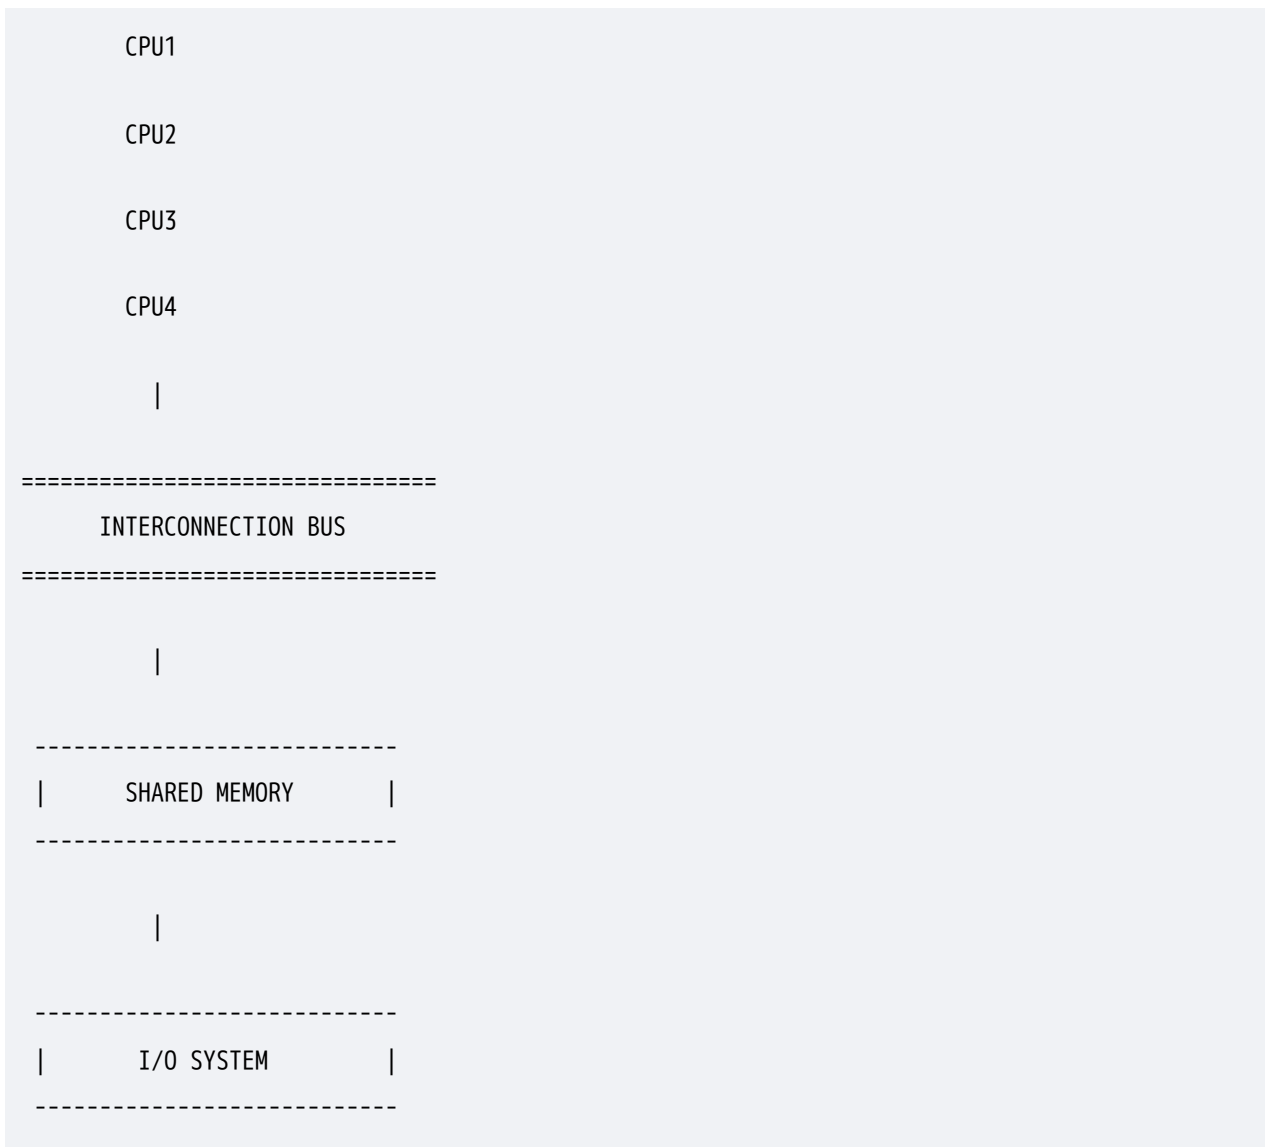 CPU1
CPU2
CPU3
CPU4
|
================================
INTERCONNECTION BUS
================================
|
----------------------------
| SHARED MEMORY |
----------------------------
|
----------------------------
| I/O SYSTEM |
----------------------------